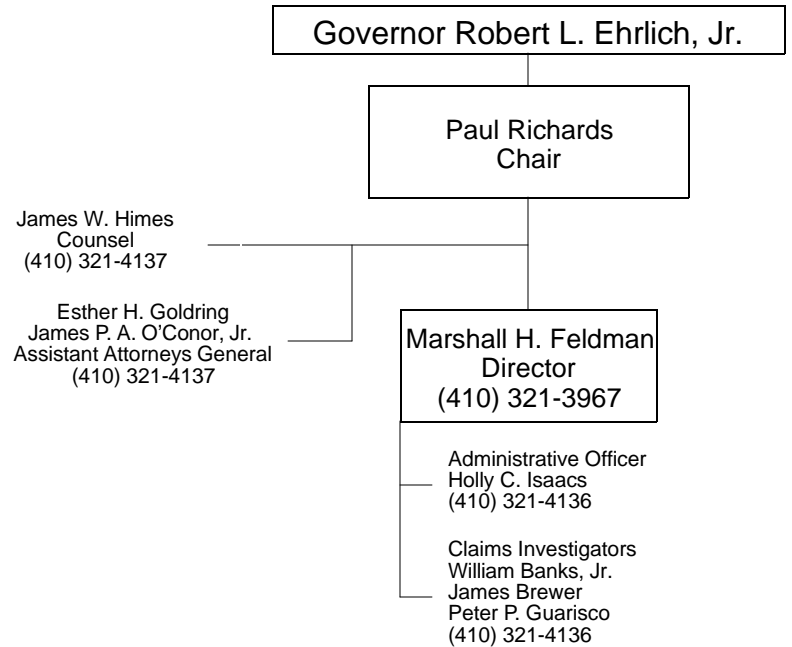 Governor Robert L. Ehrlich, Jr.
Paul Richards
Chair
James W. Himes
Counsel
(410) 321-4137
Esther H. Goldring
James P. A. O'Conor, Jr.
Assistant Attorneys General
(410) 321-4137
Marshall H. Feldman
Director
(410) 321-3967
Administrative Officer
Holly C. Isaacs
(410) 321-4136
Claims Investigators
William Banks, Jr.
James Brewer
Peter P. Guarisco
(410) 321-4136